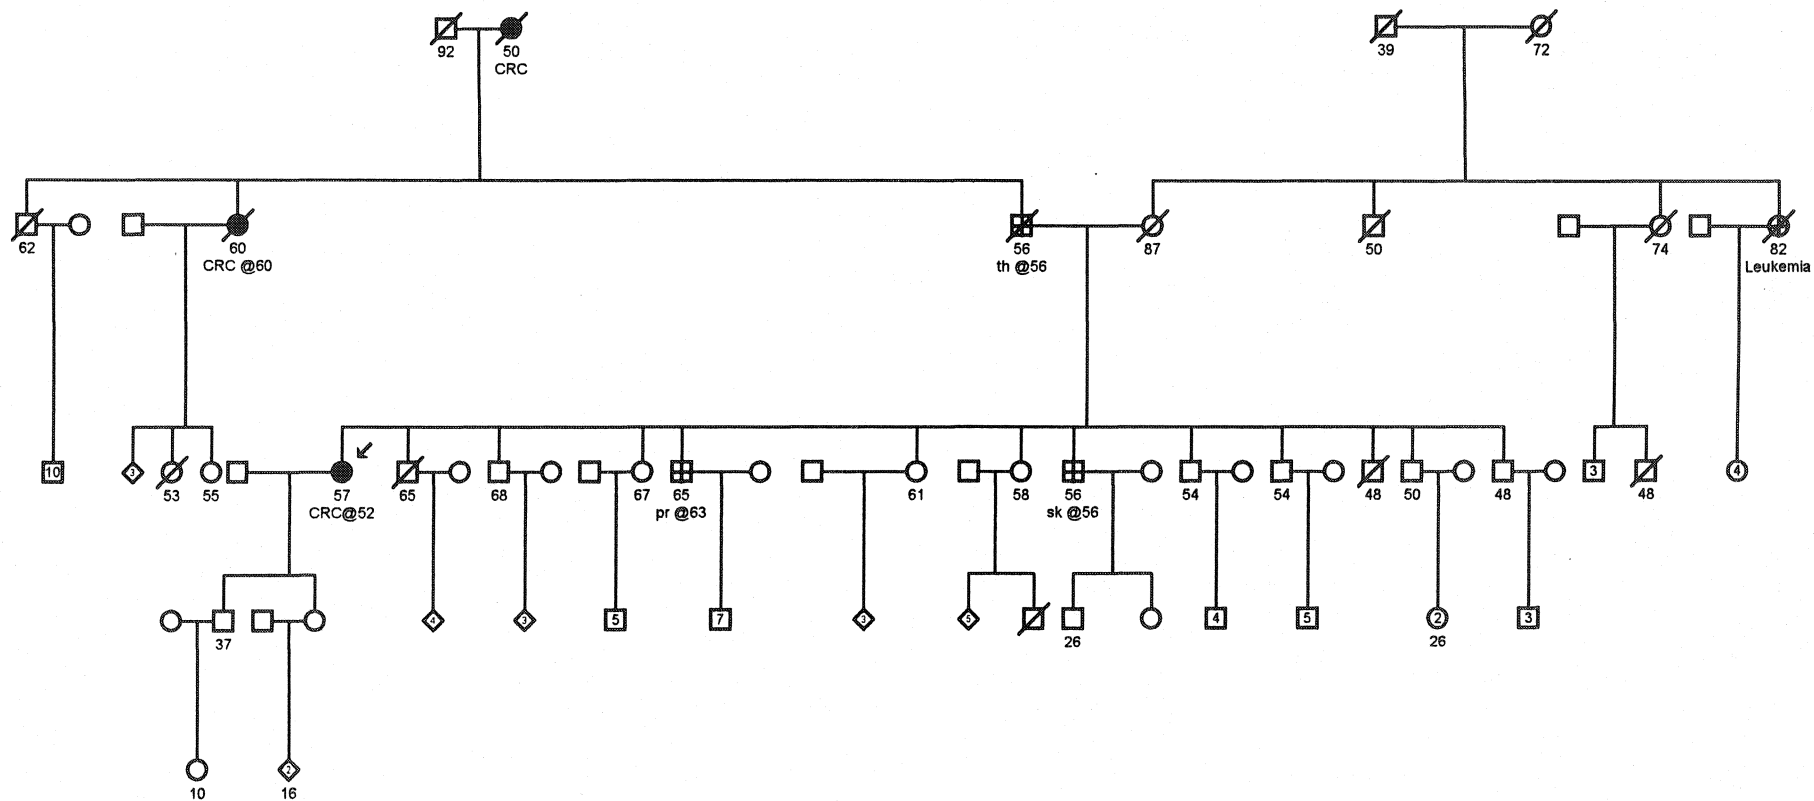 92 50 39 72
CRC
62 60 56 87 50 74 82
CRC @60 th @56 Leukemia
10 3 3 4
53 55 57 65 68 67 65 61 58 56 54 54 48 50 48 48
CRC@52 pr @63 sk @56
4 3 5 7 3 5 4 5 2 3
37 26 26
2
10 16